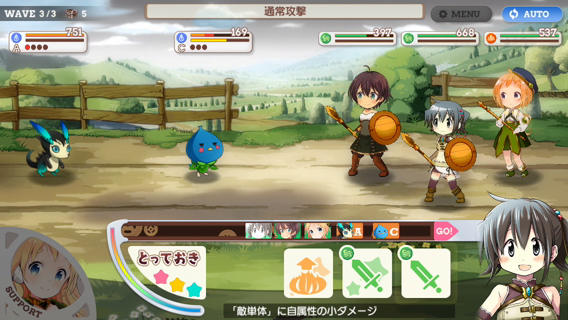 WAVE 3/3 5
通常攻撃
MENU
AUTO
751
A
169
C
397
668
537
A C GO!
とっておき
SUPPORT
「敵単体」に自属性の小ダメージ